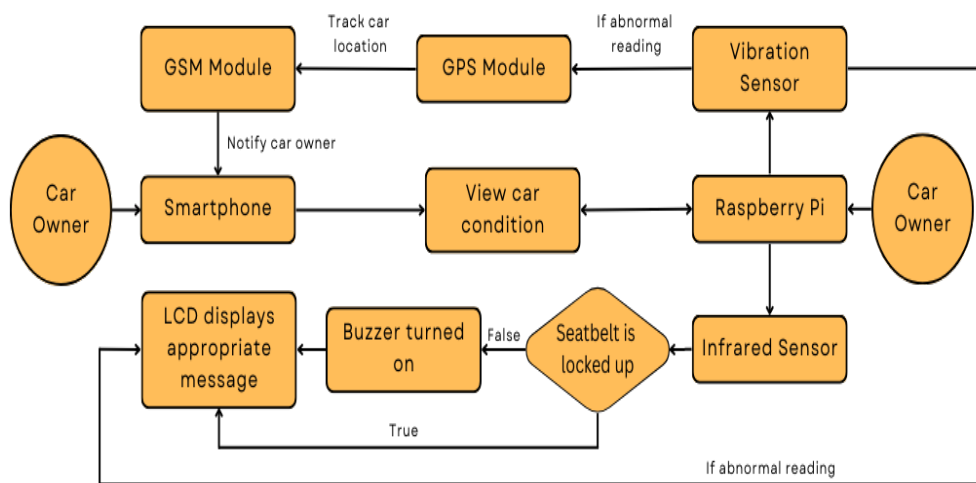 Track car
location
If abnormal
reading
GSM Module
GPS Module
Vibration
Sensor
Notify car owner
Car
Owner
Smartphone
View car
condition
Raspberry Pi
Car
Owner
LCD displays
appropriate
message
Buzzer turned
on
False
Seatbelt is
locked up
Infrared Sensor
True
If abnormal reading